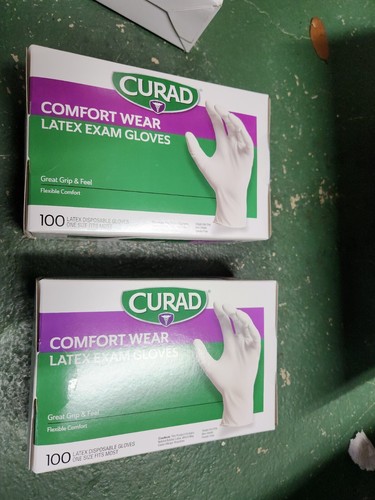 CURAD
COMFORT WEAR
LATEX EXAM GLOVES
Great Grip & Feel
Flexible Comfort
100 LATEX DISPOSABLE GLOVES
ONE SIZE FITS MOST
CURAD
COMFORT WEAR
LATEX EXAM GLOVES
Great Grip & Feel
Flexible Comfort
100 LATEX DISPOSABLE GLOVES
ONE SIZE FITS MOST